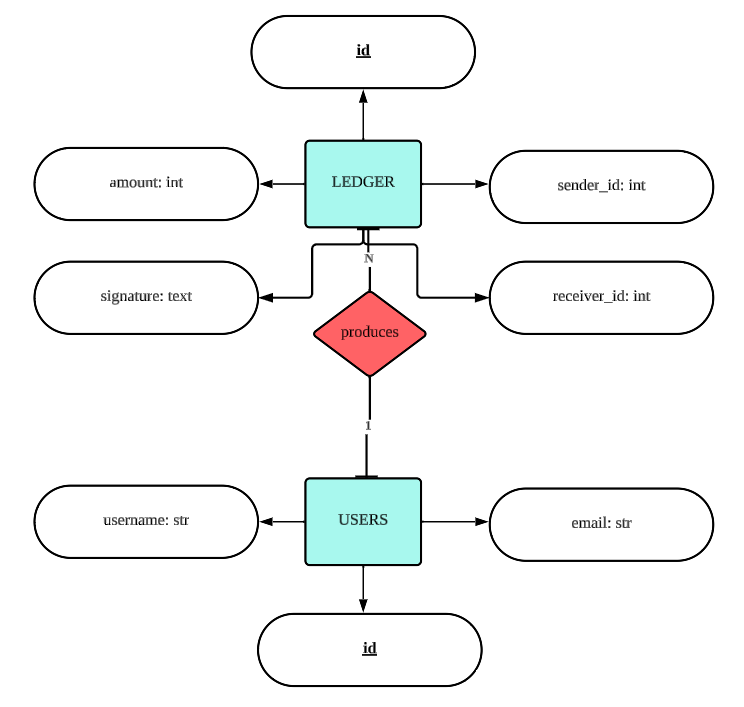 id
amount: int
LEDGER
sender_id: int
N
signature: text
receiver_id: int
produces
1
username: str
USERS
email: str
id